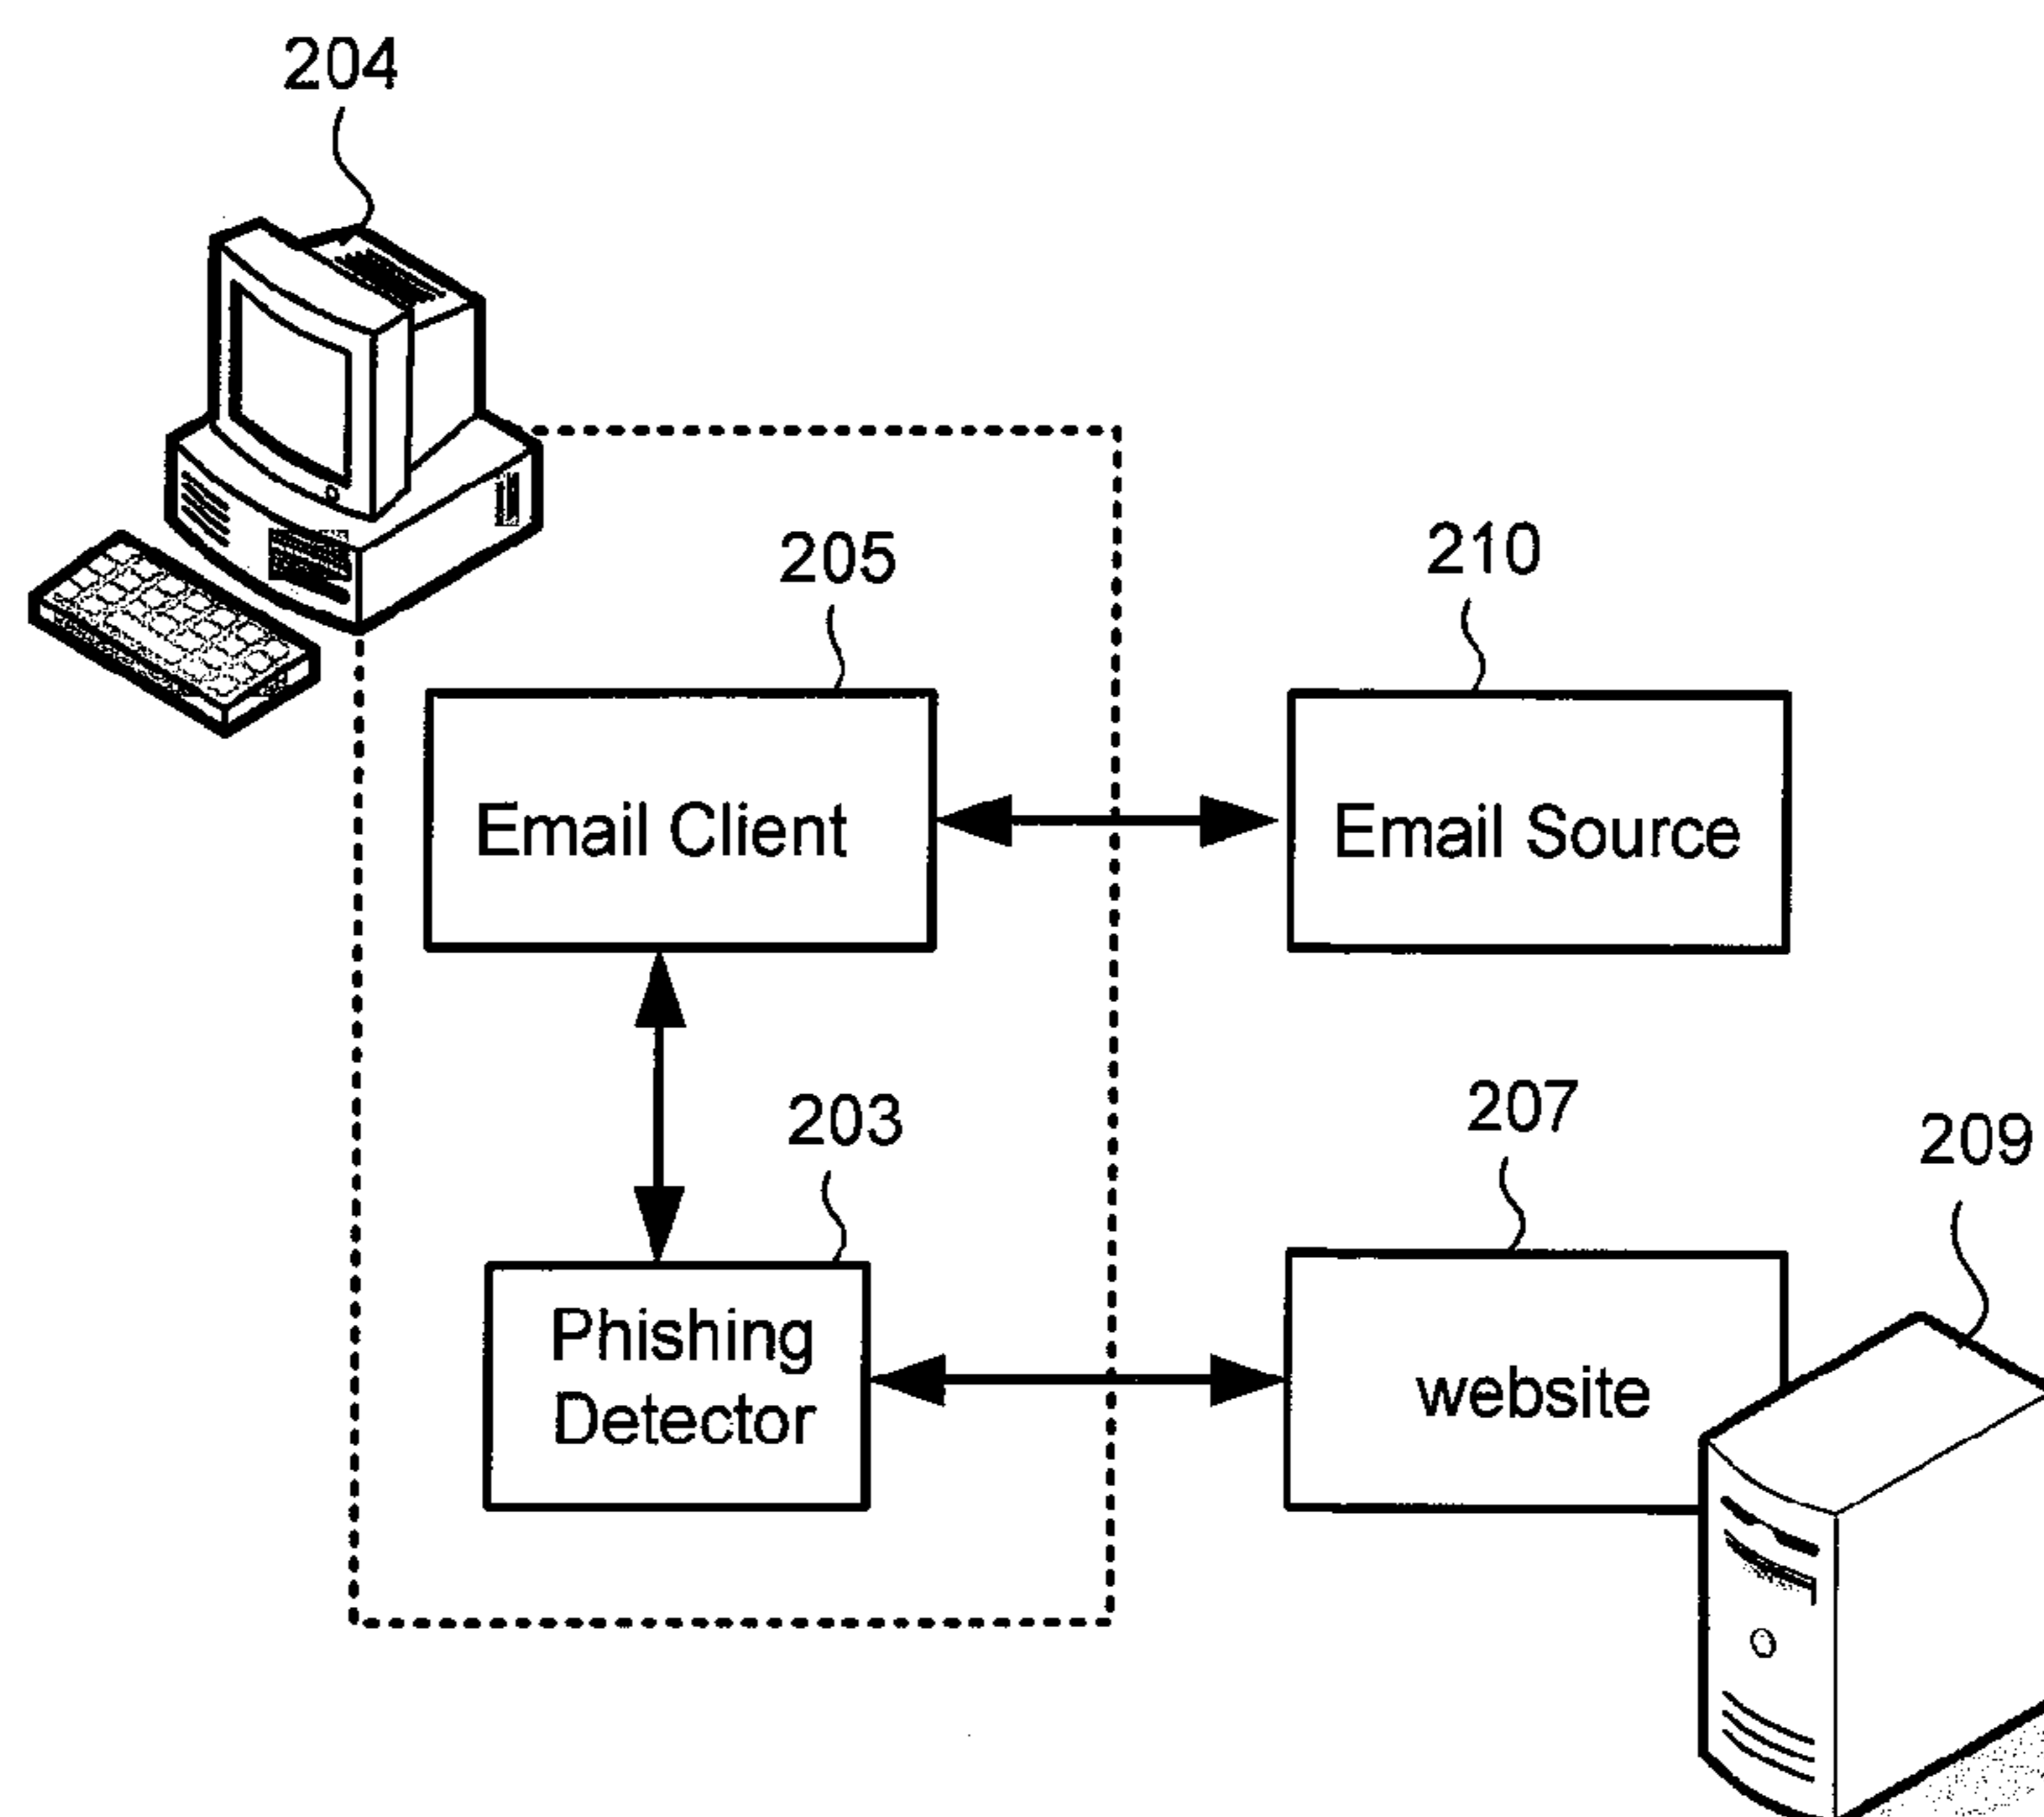 204
205
210
Email Client
Email Source
203
207
209
Phishing
Detector
website